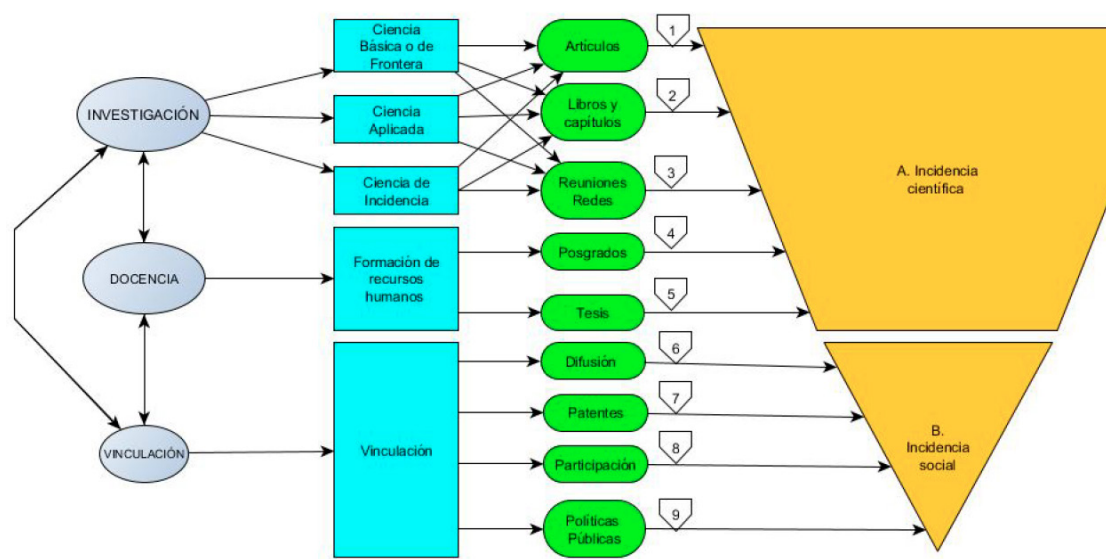 INVESTIGACIÓN
DOCENCIA
VINCULACIÓN
Ciencia
Básica o de
Frontera
Ciencia
Aplicada
Ciencia de
Incidencia
Formación de
recursos
humanos
Vinculación
Artículos
Libros y
capítulos
Reuniones
Redes
Posgrados
Tesis
Difusión
Patentes
Participación
Políticas
Públicas
1
2
3
4
5
6
7
8
9
A. Incidencia
científica
B.
Incidencia
social